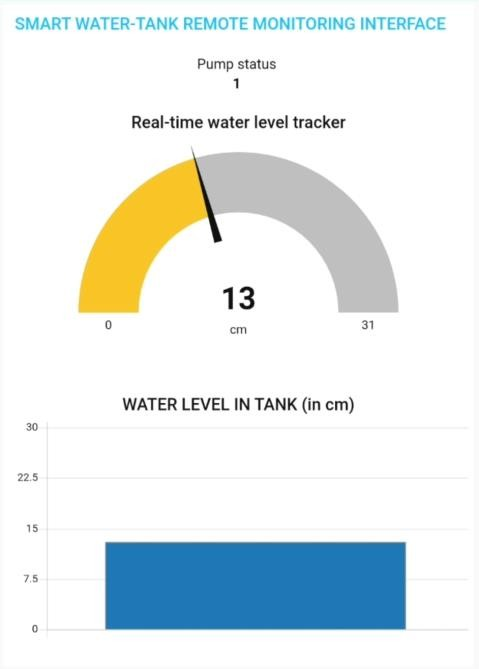 SMART WATER-TANK REMOTE MONITORING INTERFACE
Pump status
1
Real-time water level tracker
13
cm
0
31
WATER LEVEL IN TANK (in cm)
30
22.5
15
7.5
0